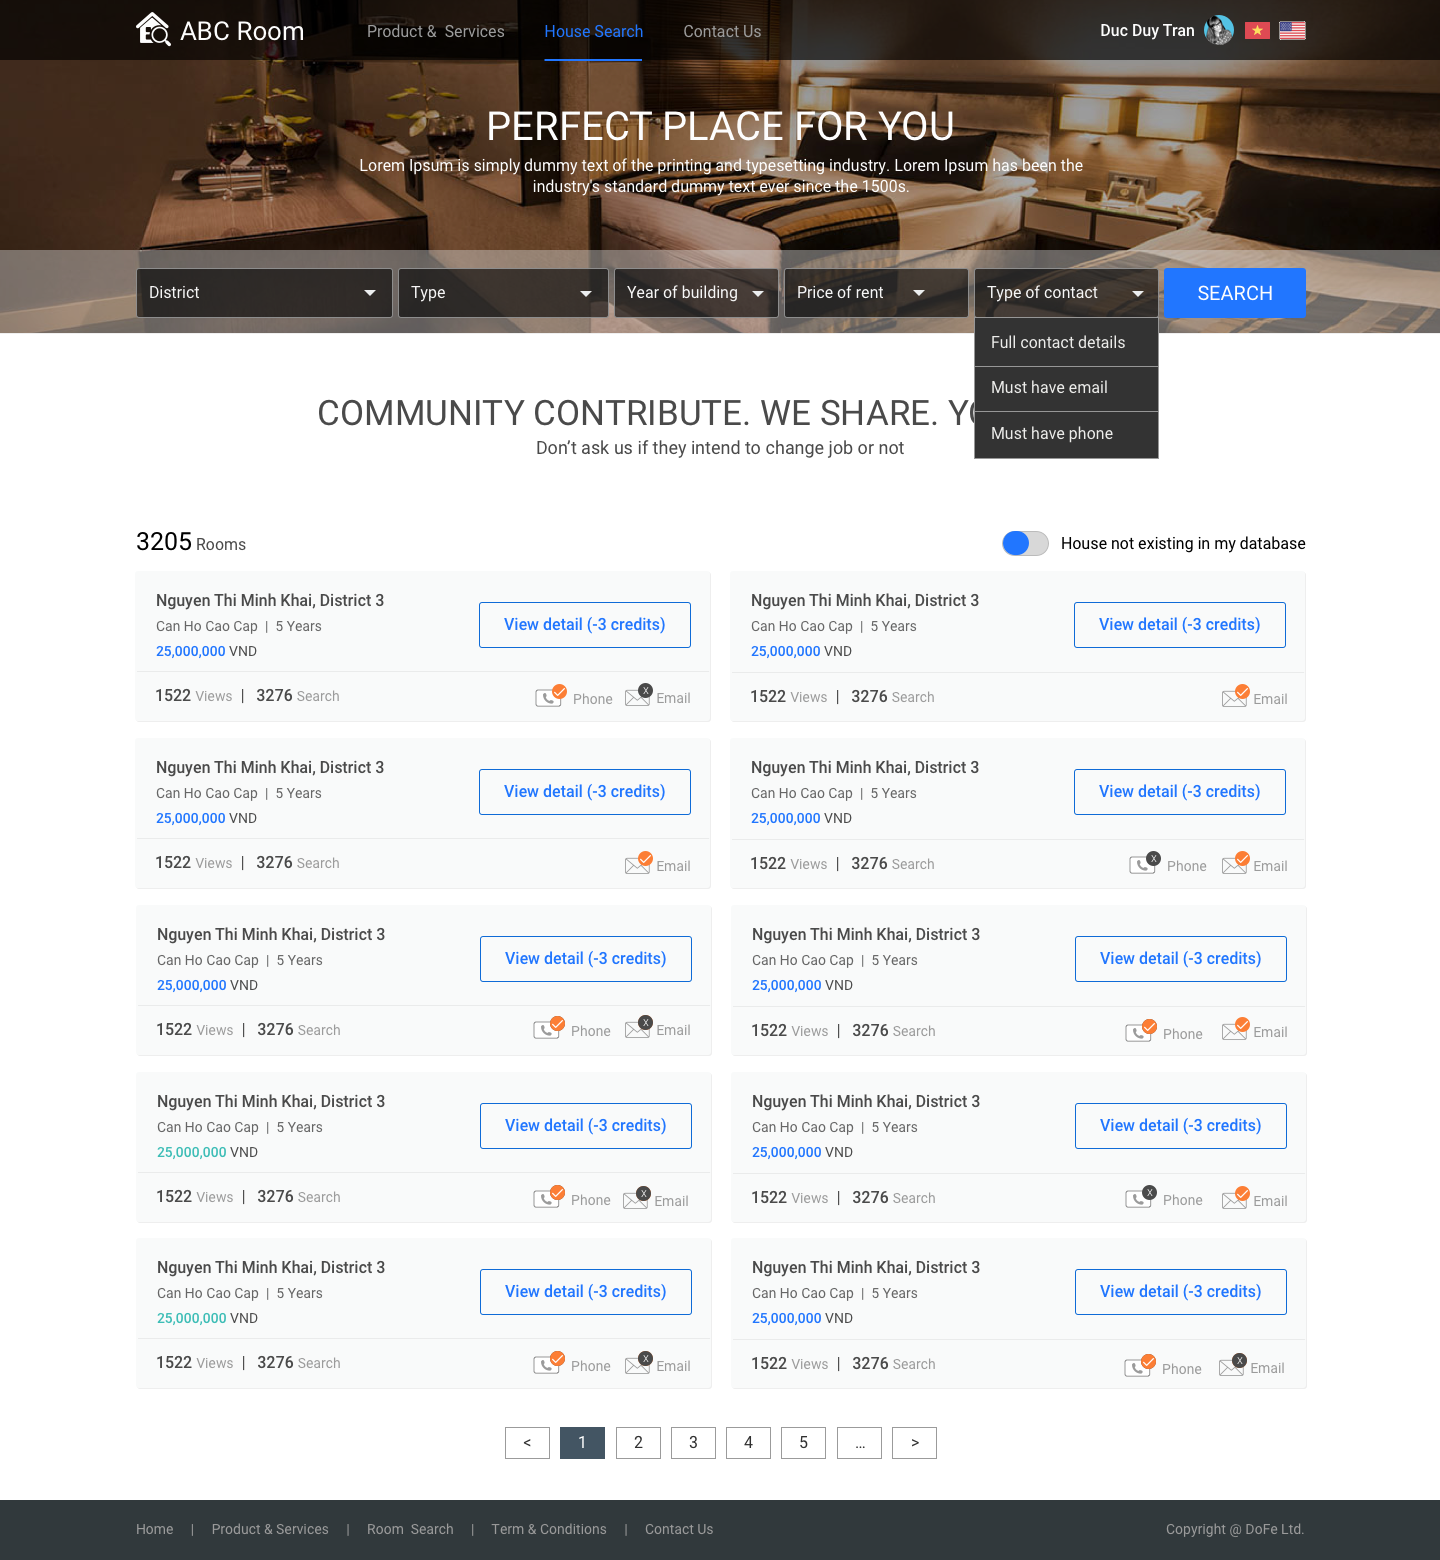 ABC Room
Product &  Services
House Search
Contact Us
Duc Duy Tran
PERFECT PLACE FOR YOU
Lorem Ipsum is simply dummy text of the printing and typesetting industry. Lorem Ipsum has been the
industry's standard dummy text ever since the 1500s.
District
Type
Year of building
Price of rent
Type of contact
SEARCH
Full contact details
Must have email
Must have phone
COMMUNITY CONTRIBUTE. WE SHARE.
Don't ask us if they intend to change job or not
3205 Rooms
House not existing in my database
Nguyen Thi Minh Khai, District 3
Can Ho Cao Cap | 5 Years
25,000,000 VND
View detail (-3 credits)
1522 Views | 3276 Search
Phone
X
Email
Nguyen Thi Minh Khai, District 3
Can Ho Cao Cap | 5 Years
25,000,000 VND
View detail (-3 credits)
1522 Views | 3276 Search
Email
Nguyen Thi Minh Khai, District 3
Can Ho Cao Cap | 5 Years
25,000,000 VND
View detail (-3 credits)
1522 Views | 3276 Search
Email
Nguyen Thi Minh Khai, District 3
Can Ho Cao Cap | 5 Years
25,000,000 VND
View detail (-3 credits)
1522 Views | 3276 Search
X
Phone
Email
Nguyen Thi Minh Khai, District 3
Can Ho Cao Cap | 5 Years
25,000,000 VND
View detail (-3 credits)
1522 Views | 3276 Search
Phone
X
Email
Nguyen Thi Minh Khai, District 3
Can Ho Cao Cap | 5 Years
25,000,000 VND
View detail (-3 credits)
1522 Views | 3276 Search
Phone
Email
Nguyen Thi Minh Khai, District 3
Can Ho Cao Cap | 5 Years
25,000,000 VND
View detail (-3 credits)
1522 Views | 3276 Search
Phone
X
Email
Nguyen Thi Minh Khai, District 3
Can Ho Cao Cap | 5 Years
25,000,000 VND
View detail (-3 credits)
1522 Views | 3276 Search
X
Phone
Email
Nguyen Thi Minh Khai, District 3
Can Ho Cao Cap | 5 Years
25,000,000 VND
View detail (-3 credits)
1522 Views | 3276 Search
Phone
X
Email
Nguyen Thi Minh Khai, District 3
Can Ho Cao Cap | 5 Years
25,000,000 VND
View detail (-3 credits)
1522 Views | 3276 Search
Phone
X
Email
< 1 2 3 4 5 ... >
Home | Product & Services | Room  Search | Term & Conditions | Contact Us
Copyright @ DoFe Ltd.